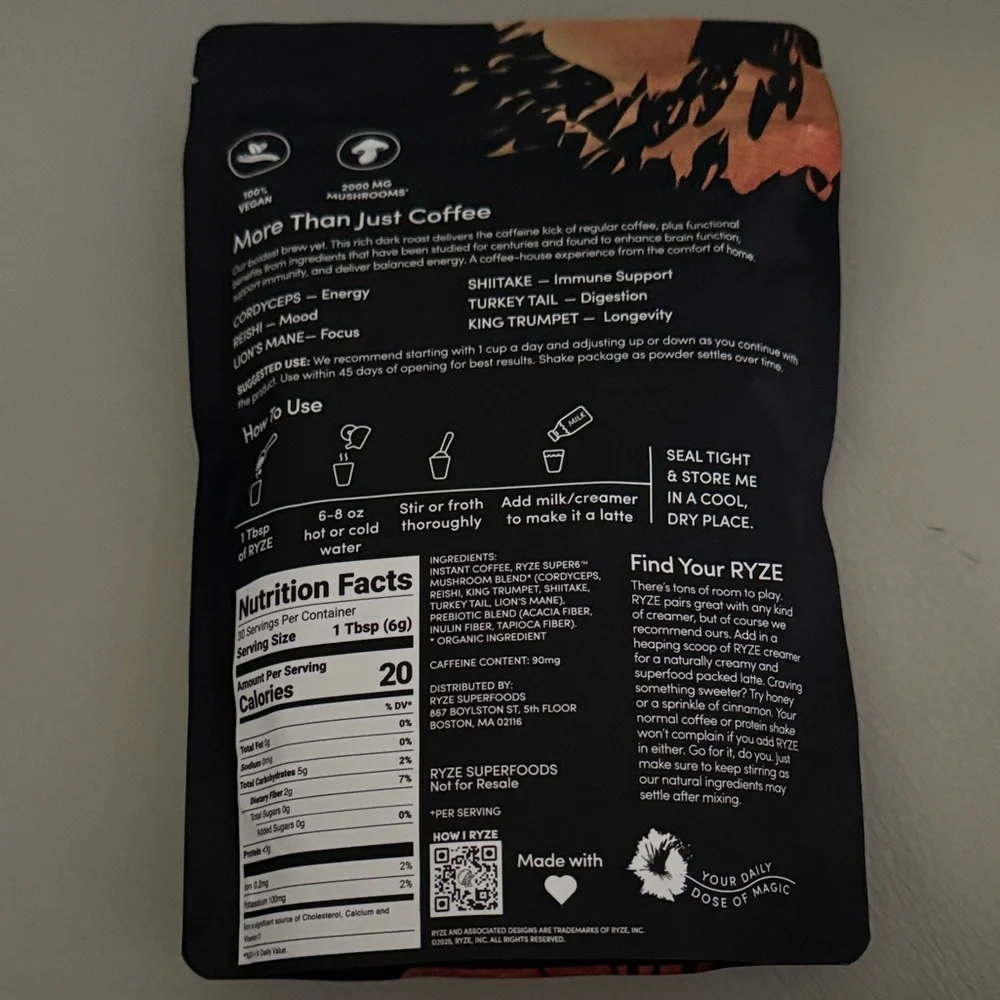 100%
VEGAN
2000 MG
MUSHROOMS+
More Than Just Coffee
Our boldest brew yet. This rich dark roast delivers the caffeine kick of regular coffee, plus functional
benefits from ingredients that have been studied for centuries and found to enhance brain function,
support immunity, and deliver balanced energy. A coffee-house experience from the comfort of home.
CORDYCEPS — Energy
REISHI — Mood
LION'S MANE— Focus
SHIITAKE — Immune Support
TURKEY TAIL — Digestion
KING TRUMPET — Longevity
SUGGESTED USE: We recommend starting with 1 cup a day and adjusting up or down as you continue with
the product. Use within 45 days of opening for best results. Shake package as powder settles over time.
How To Use
MILK
1 Tbsp
of RYZE
6-8 oz
hot or cold
water
Stir or froth
thoroughly
Add milk/creamer
to make it a latte
SEAL TIGHT
& STORE ME
IN A COOL,
DRY PLACE.
Nutrition Facts
30 Servings Per Container
Serving Size 1 Tbsp (6g)
Amount Per Serving
Calories 20
% DV*
Total Fat 0g 0%
Sodium 0mg 0%
Total Carbohydrates 5g 2%
Dietary Fiber 2g 7%
Total Sugars 0g
Added Sugars 0g 0%
Protein <1g
Iron 0.2mg 2%
Potassium 100mg 2%
Not a significant source of Cholesterol, Calcium and
Vitamin D
Daily Value.
INGREDIENTS:
INSTANT COFFEE, RYZE SUPER6™
MUSHROOM BLEND* (CORDYCEPS,
REISHI, KING TRUMPET, SHIITAKE,
TURKEY TAIL, LION'S MANE),
PREBIOTIC BLEND (ACACIA FIBER,
INULIN FIBER, TAPIOCA FIBER).
* ORGANIC INGREDIENT
CAFFEINE CONTENT: 90mg
DISTRIBUTED BY:
RYZE SUPERFOODS
867 BOYLSTON ST, 5th FLOOR
BOSTON, MA 02116
RYZE SUPERFOODS
Not for Resale
+PER SERVING
HOW I RYZE
Made with
Find Your RYZE
There's tons of room to play.
RYZE pairs great with any kind
of creamer, but of course we
recommend ours. Add in a
heaping scoop of RYZE creamer
for a naturally creamy and
superfood packed latte. Craving
something sweeter? Try honey
or a sprinkle of cinnamon. Your
normal coffee or protein shake
won't complain if you add RYZE
in either. Go for it, do you. Just
make sure to keep stirring as
our natural ingredients may
settle after mixing.
YOUR DAILY
DOSE OF MAGIC
RYZE AND ASSOCIATED DESIGNS ARE TRADEMARKS OF RYZE, INC.
©2025, RYZE, INC. ALL RIGHTS RESERVED.